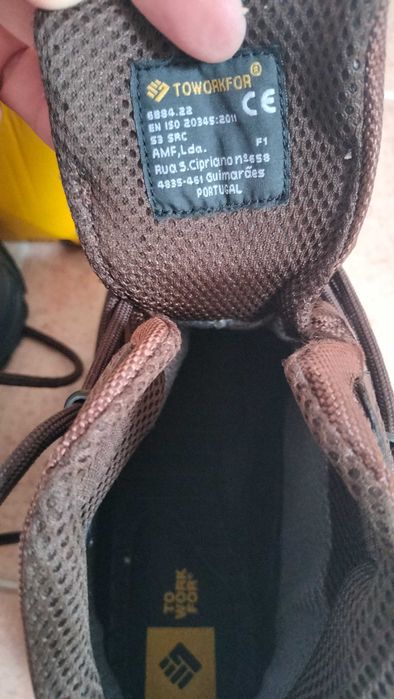 TOWORKFOR®
6884.22 CE
EN ISO 20345:2011
S3 SRC F1
AMF,Lda.
Rua S.Cipriano nº658
4835-461 Guimarães
PORTUGAL
TO
WORK
FOR®